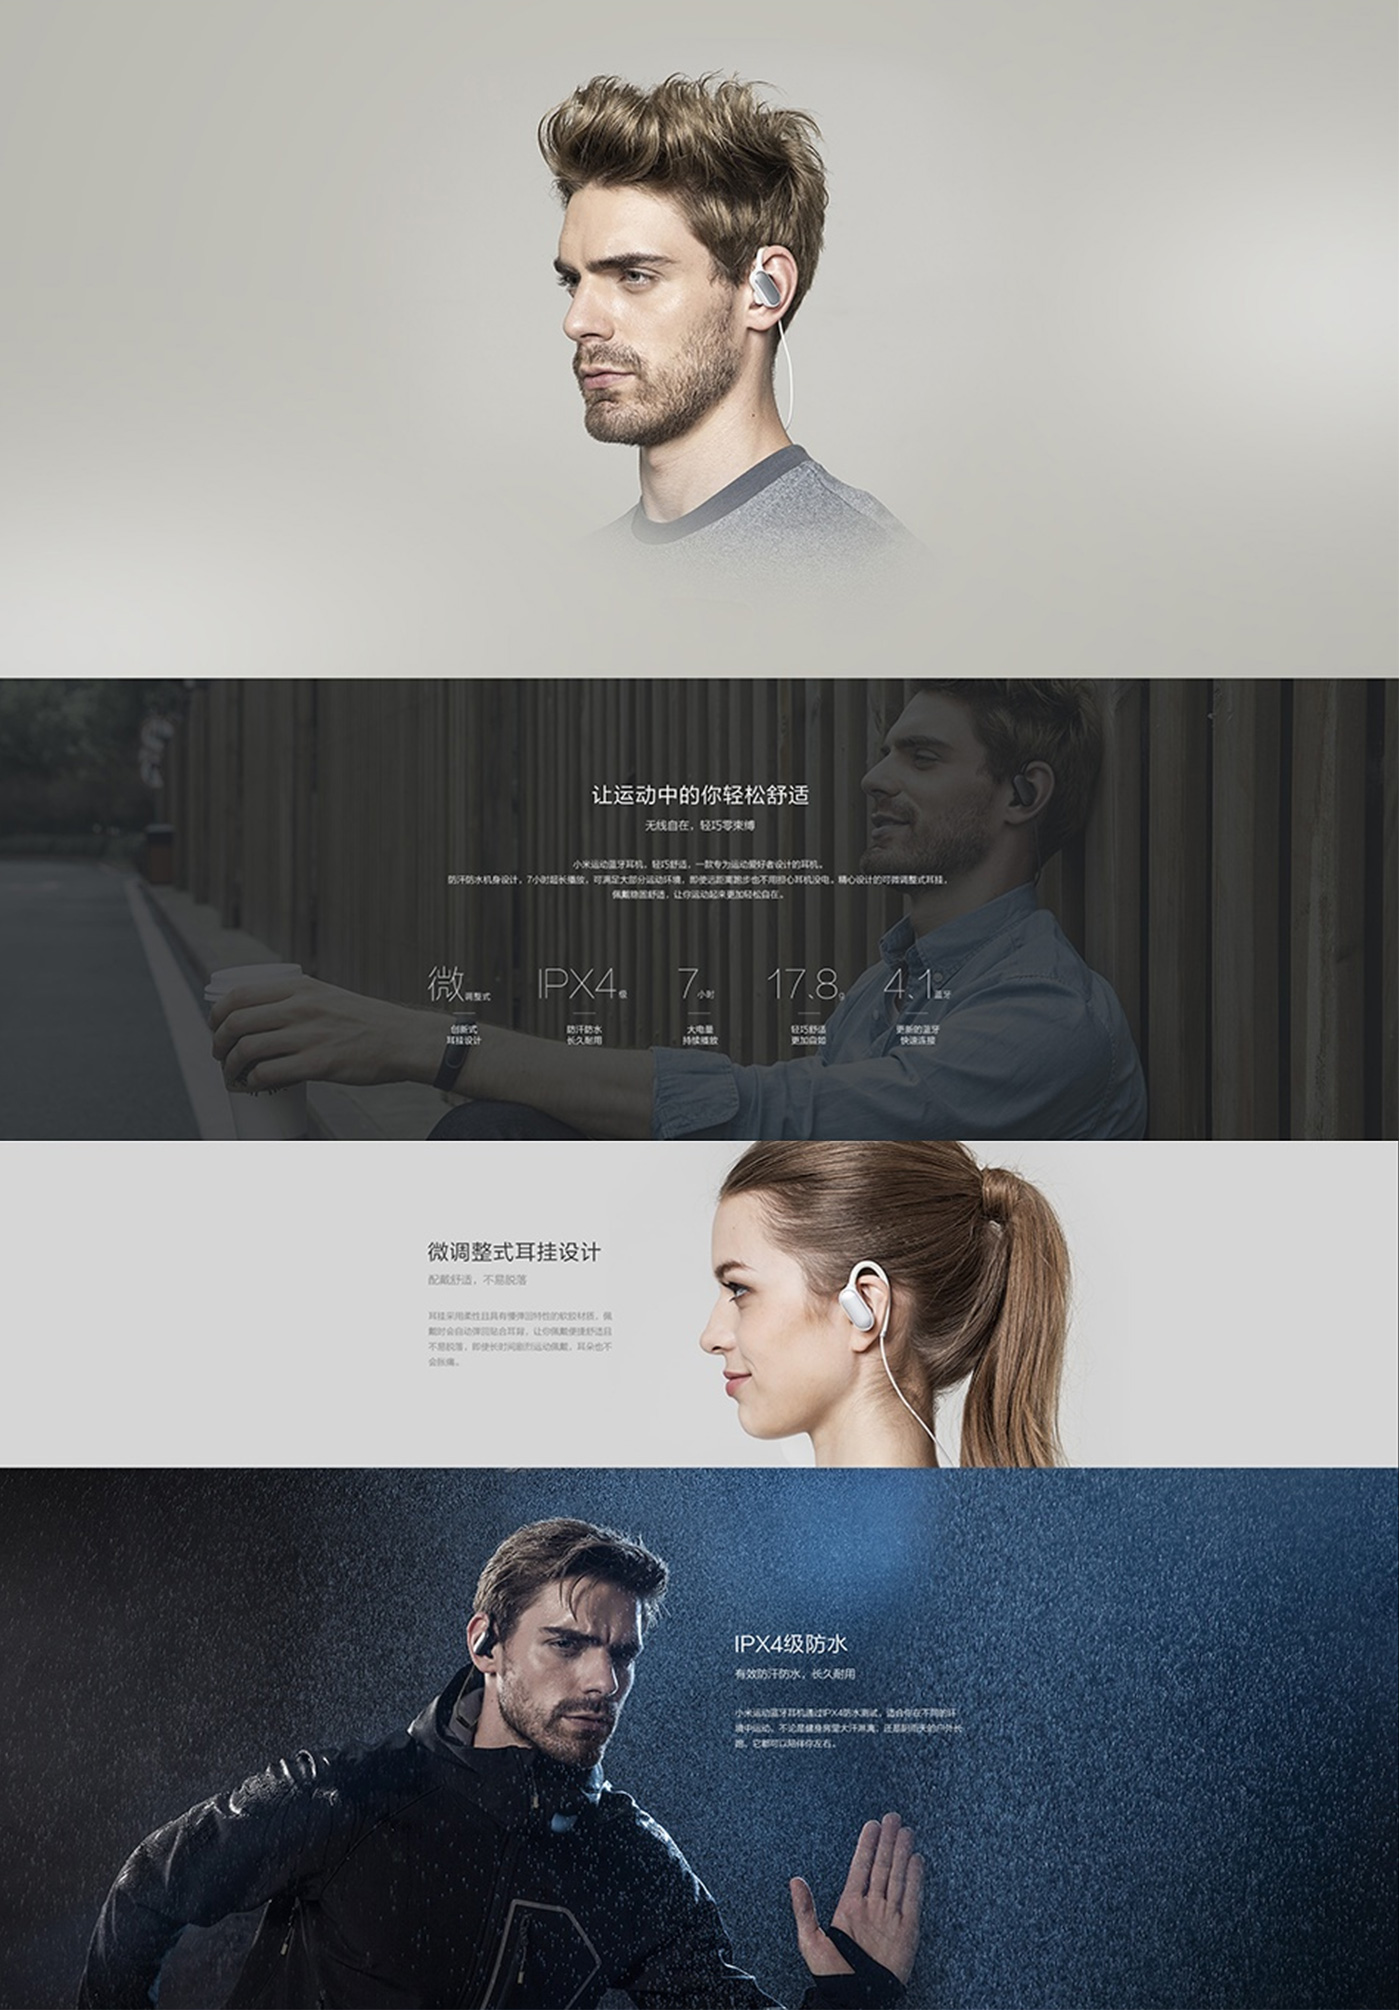 让运动中的你轻松舒适
无线自在，轻巧零束缚
小米运动蓝牙耳机，轻巧舒适，一款专为运动爱好者设计的耳机。
防汗防水机身设计，7小时超长播放，可满足大部分运动环境，即使远距离跑步也不用担心耳机没电。精心设计的可微调整式耳挂，
佩戴稳固舒适，让你运动起来更加轻松自在。
微调整式 IPX4级 7小时 17.8g 4.1蓝牙
创新式 防汗防水 大电量 轻巧舒适 更新的蓝牙
耳挂设计 长久耐用 持续播放 更加自如 快速连接
微调整式耳挂设计
配戴舒适，不易脱落
耳挂采用柔性且具有慢弹回特性的软胶材质，佩
戴时会自动弹回贴合耳背，让你佩戴便捷舒适且
不易脱落，即使长时间剧烈运动佩戴，耳朵也不
会胀痛。
IPX4级防水
有效防汗防水，长久耐用
小米运动蓝牙耳机通过IPX4防水测试，适合你在不同的环
境中运动。不论是健身房里大汗淋漓，还是阴雨天的户外长
跑，它都可以陪伴你左右。